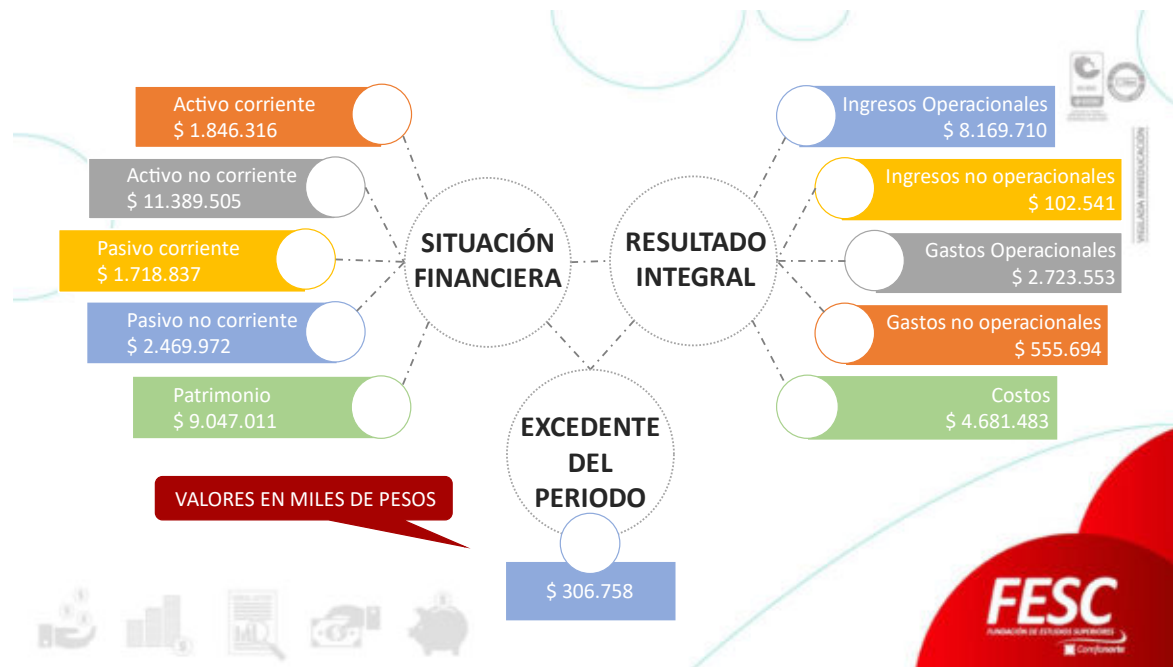 Activo corriente
$ 1.846.316
Activo no corriente
$ 11.389.505
Pasivo corriente
$ 1.718.837
Pasivo no corriente
$ 2.469.972
Patrimonio
$ 9.047.011
SITUACIÓN
FINANCIERA
RESULTADO
INTEGRAL
Ingresos Operacionales
$ 8.169.710
Ingresos no operacionales
$ 102.541
Gastos Operacionales
$ 2.723.553
Gastos no operacionales
$ 555.694
Costos
$ 4.681.483
EXCEDENTE
DEL
PERIODO
$ 306.758
VALORES EN MILES DE PESOS
VIGILADA MINEDUCACIÓN
FESC
FUNDACIÓN DE ESTUDIOS SUPERIORES
Comfanorte